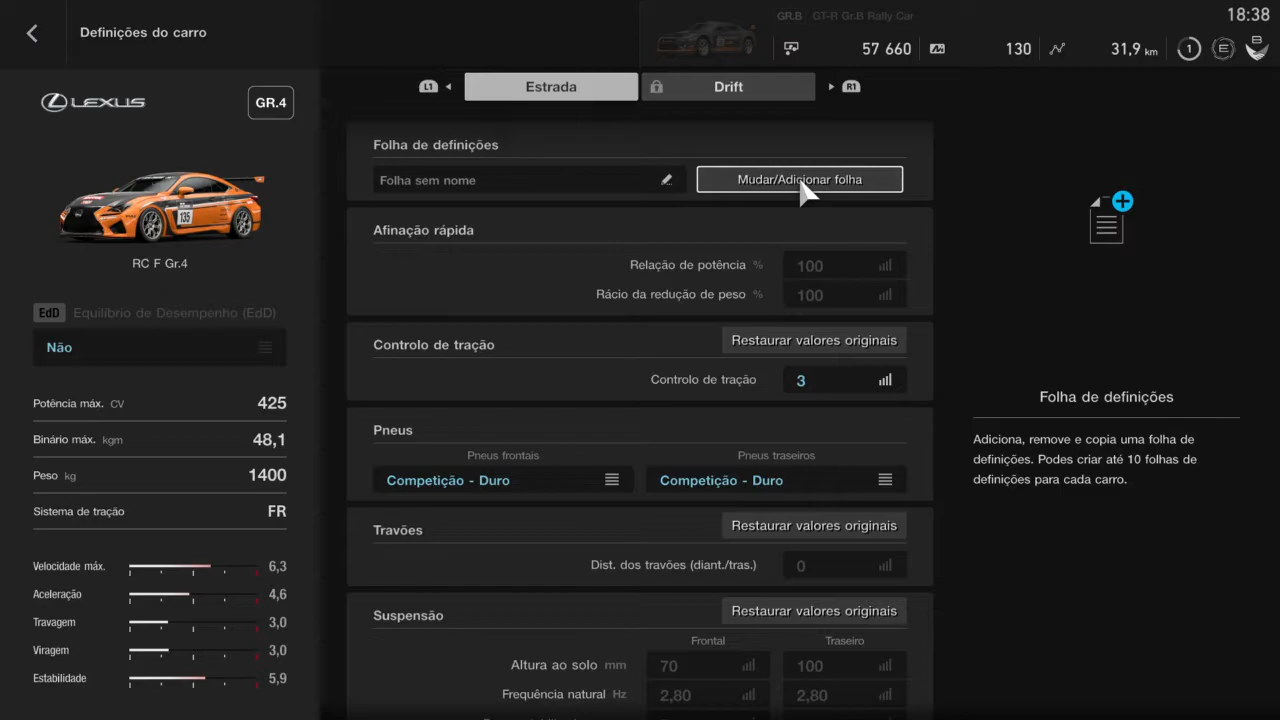 Definições do carro
GR.B GT-R Gr.B Rally Car
18:38
57 660
130
31,9 km
1
E
B
LEXUS
GR.4
135
RC F Gr.4
EdD Equilíbrio de Desempenho (EdD)
Não
Potência máx. CV 425
Binário máx. kgm 48,1
Peso kg 1400
Sistema de tração FR
Velocidade máx. 6,3
Aceleração 4,6
Travagem 3,0
Viragem 3,0
Estabilidade 5,9
L1 Estrada Drift R1
Folha de definições
Folha sem nome Mudar/Adicionar folha
Afinação rápida
Relação de potência % 100
Rácio da redução de peso % 100
Controlo de tração Restaurar valores originais
Controlo de tração 3
Pneus
Pneus frontais Pneus traseiros
Competição - Duro Competição - Duro
Travões Restaurar valores originais
Dist. dos travões (diant./tras.) 0
Suspensão Restaurar valores originais
Frontal Traseiro
Altura ao solo mm 70 100
Frequência natural Hz 2,80 2,80
Folha de definições
Adiciona, remove e copia uma folha de
definições. Podes criar até 10 folhas de
definições para cada carro.